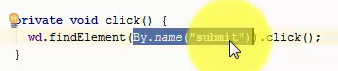 private void click() {
wd.findElement(By.name("submit")).click();
}